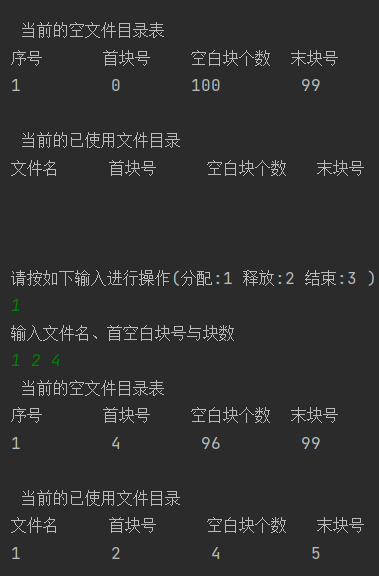 当前的空文件目录表
序号 首块号 空白块个数 末块号
1 0 100 99
当前的已使用文件目录
文件名 首块号 空白块个数 末块号
请按如下输入进行操作(分配:1 释放:2 结束:3 )
1
输入文件名、首空白块号与块数
1 2 4
当前的空文件目录表
序号 首块号 空白块个数 末块号
1 4 96 99
当前的已使用文件目录
文件名 首块号 空白块个数 末块号
1 2 4 5